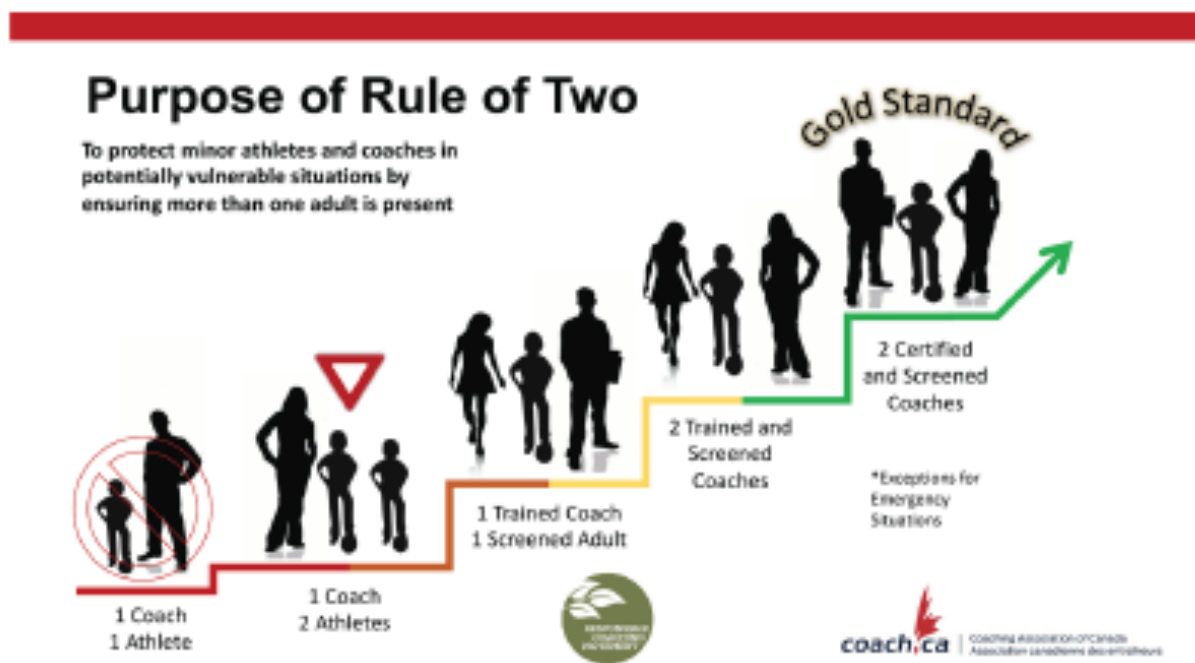 Purpose of Rule of Two
To protect minor athletes and coaches in
potentially vulnerable situations by
ensuring more than one adult is present
Gold Standard
2 Certified
and Screened
Coaches
2 Trained and
Screened
Coaches
*Exceptions for
Emergency
Situations
1 Trained Coach
1 Screened Adult
1 Coach
2 Athletes
1 Coach
1 Athlete
RESPONSIBLE
COACHING
MOVEMENT
coach.ca
Coaching Association of Canada
Association canadienne des entraîneurs